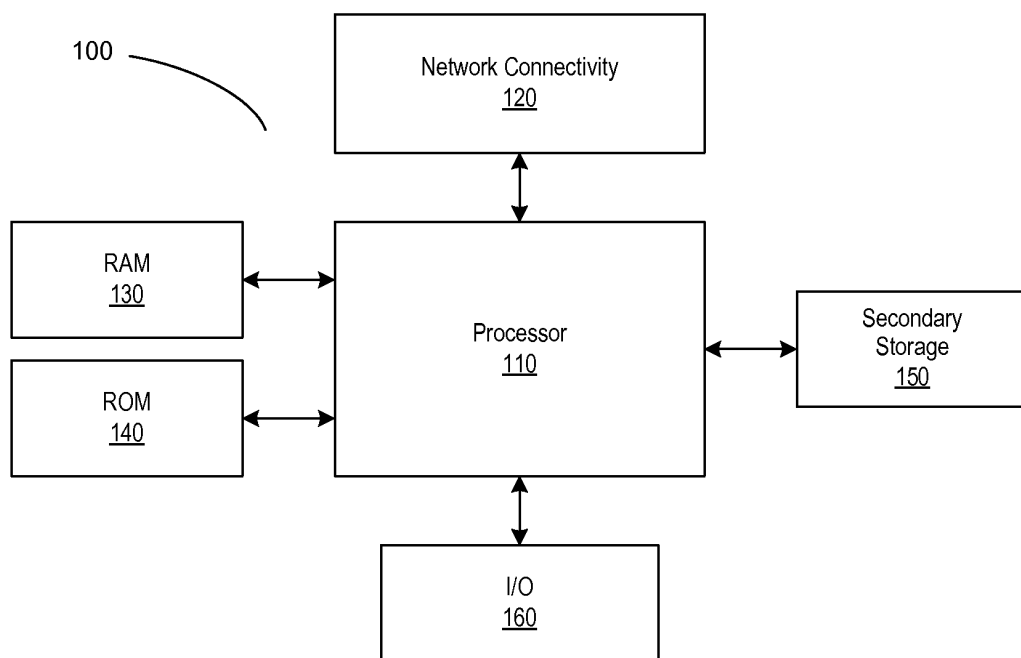 100
Network Connectivity
120
RAM
130
Processor
110
Secondary
Storage
150
ROM
140
I/O
160